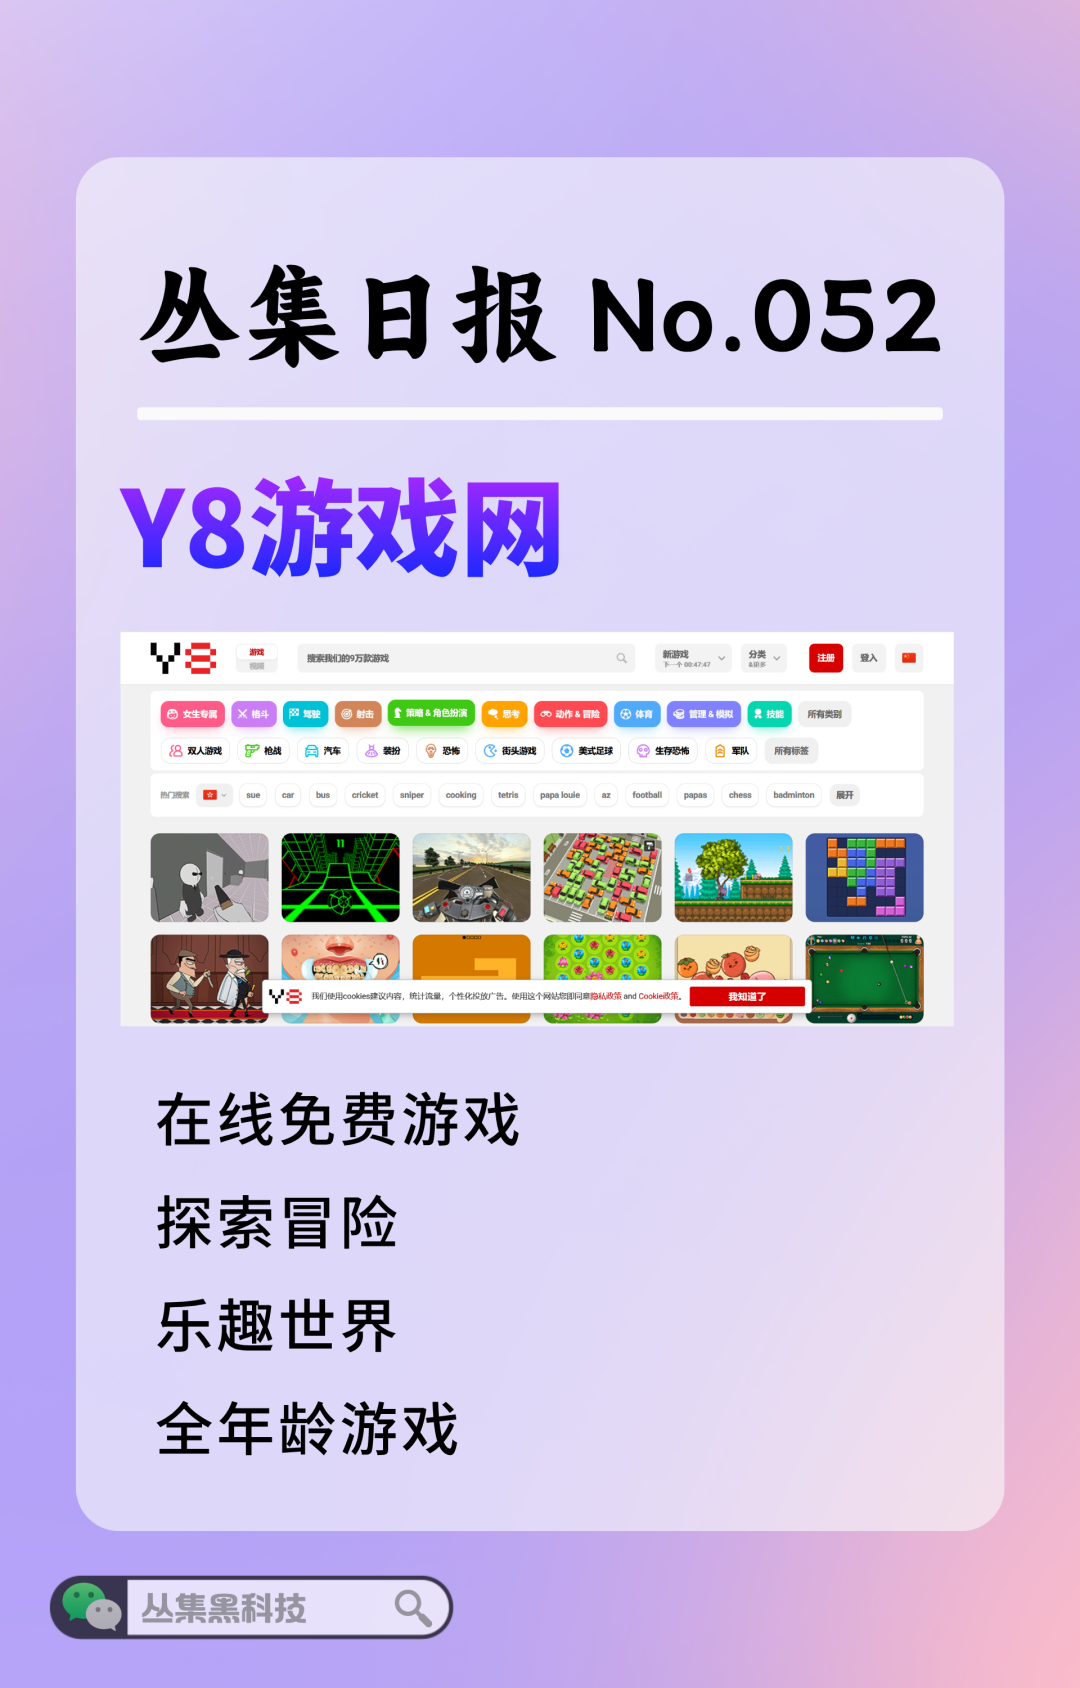 丛集日报 No.052
Y8游戏网
Y8 游戏 视频 搜索我们的9万款游戏 新游戏 下一个 00:47:47 分类 &更多 注册 登入
女生专属 格斗 驾驶 射击 策略 & 角色扮演 思考 动作 & 冒险 体育 管理 & 模拟 技能 所有类别
双人游戏 枪战 汽车 装扮 恐怖 街头游戏 美式足球 生存恐怖 军队 所有标签
热门搜索 sue car bus cricket sniper cooking tetris papa louie az football papas chess badminton 展开
11
Y8 我们使用cookies建议内容，统计流量，个性化投放广告。使用这个网站您即同意隐私政策 and Cookie政策。 我知道了
在线免费游戏
探索冒险
乐趣世界
全年龄游戏
丛集黑科技